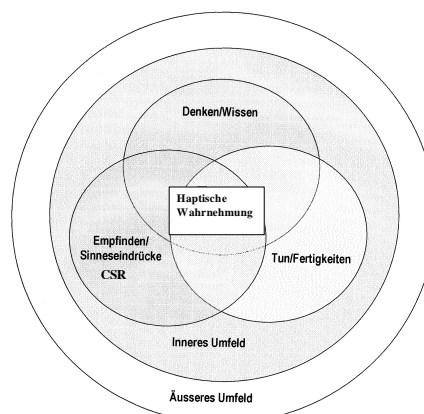 Denken/Wissen
Haptische
Wahrnehmung
Empfinden/
Sinneseindrücke
CSR
Tun/Fertigkeiten
Inneres Umfeld
Äusseres Umfeld